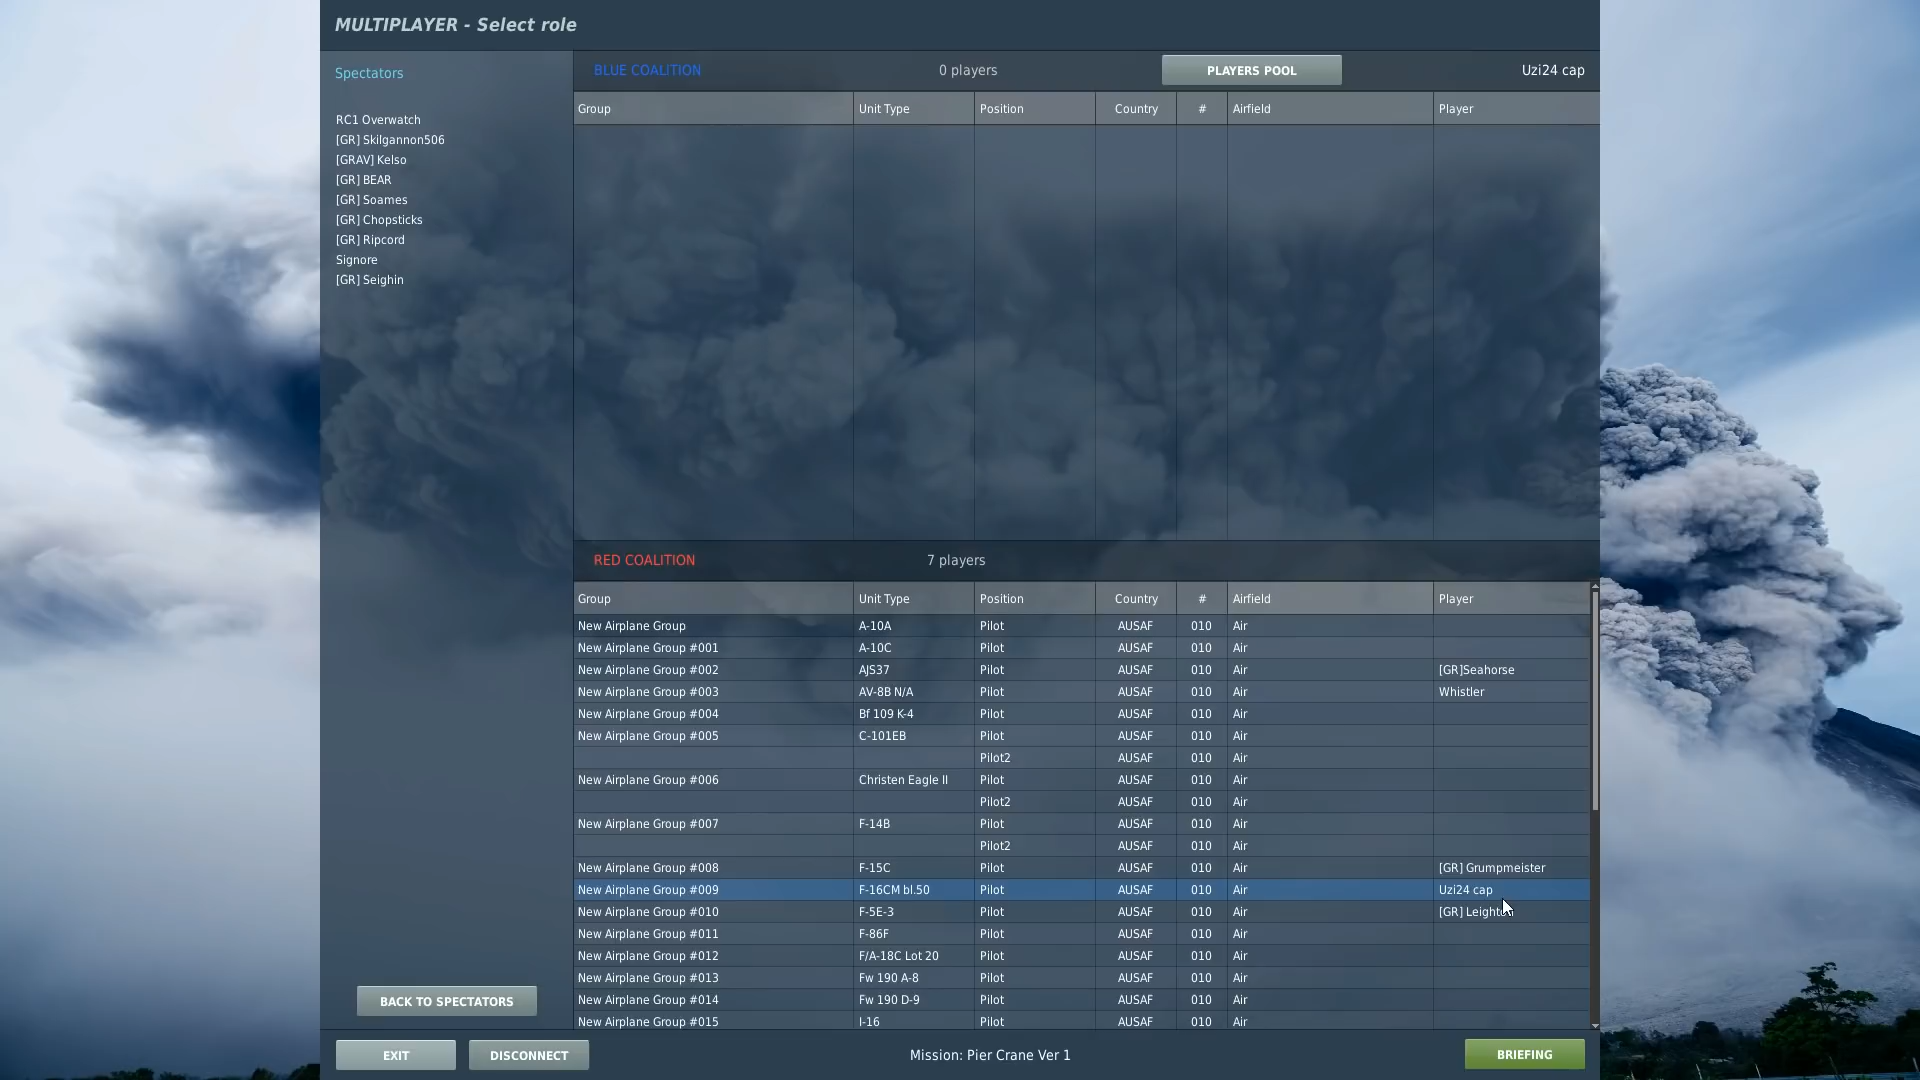 MULTIPLAYER - Select role
Spectators
RC1 Overwatch
[GR] Skilgannon506
[GRAV] Kelso
[GR] BEAR
[GR] Soames
[GR] Chopsticks
[GR] Ripcord
Signore
[GR] Seighin
BACK TO SPECTATORS
BLUE COALITION 0 players PLAYERS POOL Uzi24 cap
Group Unit Type Position Country # Airfield Player
RED COALITION 7 players
Group Unit Type Position Country # Airfield Player
New Airplane Group A-10A Pilot AUSAF 010 Air
New Airplane Group #001 A-10C Pilot AUSAF 010 Air
New Airplane Group #002 AJS37 Pilot AUSAF 010 Air [GR]Seahorse
New Airplane Group #003 AV-8B N/A Pilot AUSAF 010 Air Whistler
New Airplane Group #004 Bf 109 K-4 Pilot AUSAF 010 Air
New Airplane Group #005 C-101EB Pilot AUSAF 010 Air
Pilot2 AUSAF 010 Air
New Airplane Group #006 Christen Eagle II Pilot AUSAF 010 Air
Pilot2 AUSAF 010 Air
New Airplane Group #007 F-14B Pilot AUSAF 010 Air
Pilot2 AUSAF 010 Air
New Airplane Group #008 F-15C Pilot AUSAF 010 Air [GR] Grumpmeister
New Airplane Group #009 F-16CM bl.50 Pilot AUSAF 010 Air Uzi24 cap
New Airplane Group #010 F-5E-3 Pilot AUSAF 010 Air [GR]
New Airplane Group #011 F-86F Pilot AUSAF 010 Air
New Airplane Group #012 F/A-18C Lot 20 Pilot AUSAF 010 Air
New Airplane Group #013 Fw 190 A-8 Pilot AUSAF 010 Air
New Airplane Group #014 Fw 190 D-9 Pilot AUSAF 010 Air
New Airplane Group #015 I-16 Pilot AUSAF 010 Air
EXIT DISCONNECT Mission: Pier Crane Ver 1 BRIEFING